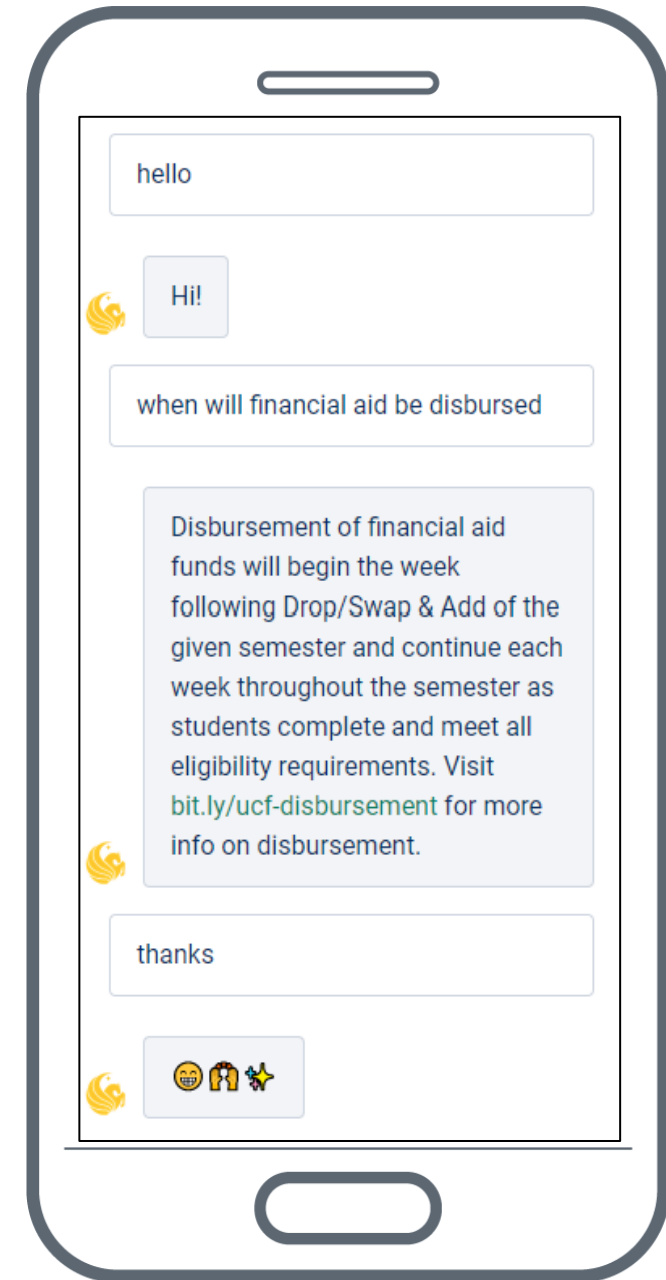 hello
Hi!
when will financial aid be disbursed
Disbursement of financial aid
funds will begin the week
following Drop/Swap & Add of the
given semester and continue each
week throughout the semester as
students complete and meet all
eligibility requirements. Visit
bit.ly/ucf-disbursement for more
info on disbursement.
thanks
😁🙌✨